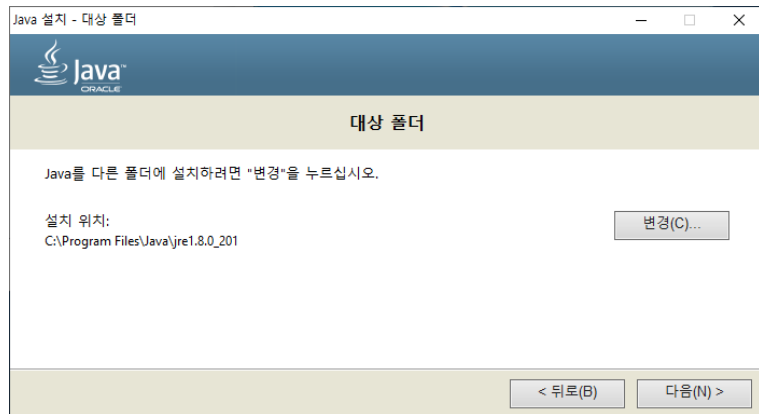 Java 설치 - 대상 폴더
Java™
ORACLE
대상 폴더
Java를 다른 폴더에 설치하려면 "변경"을 누르십시오.
설치 위치:
변경(C)...
C:\Program Files\Java\jre1.8.0_201
< 뒤로(B)
다음(N) >